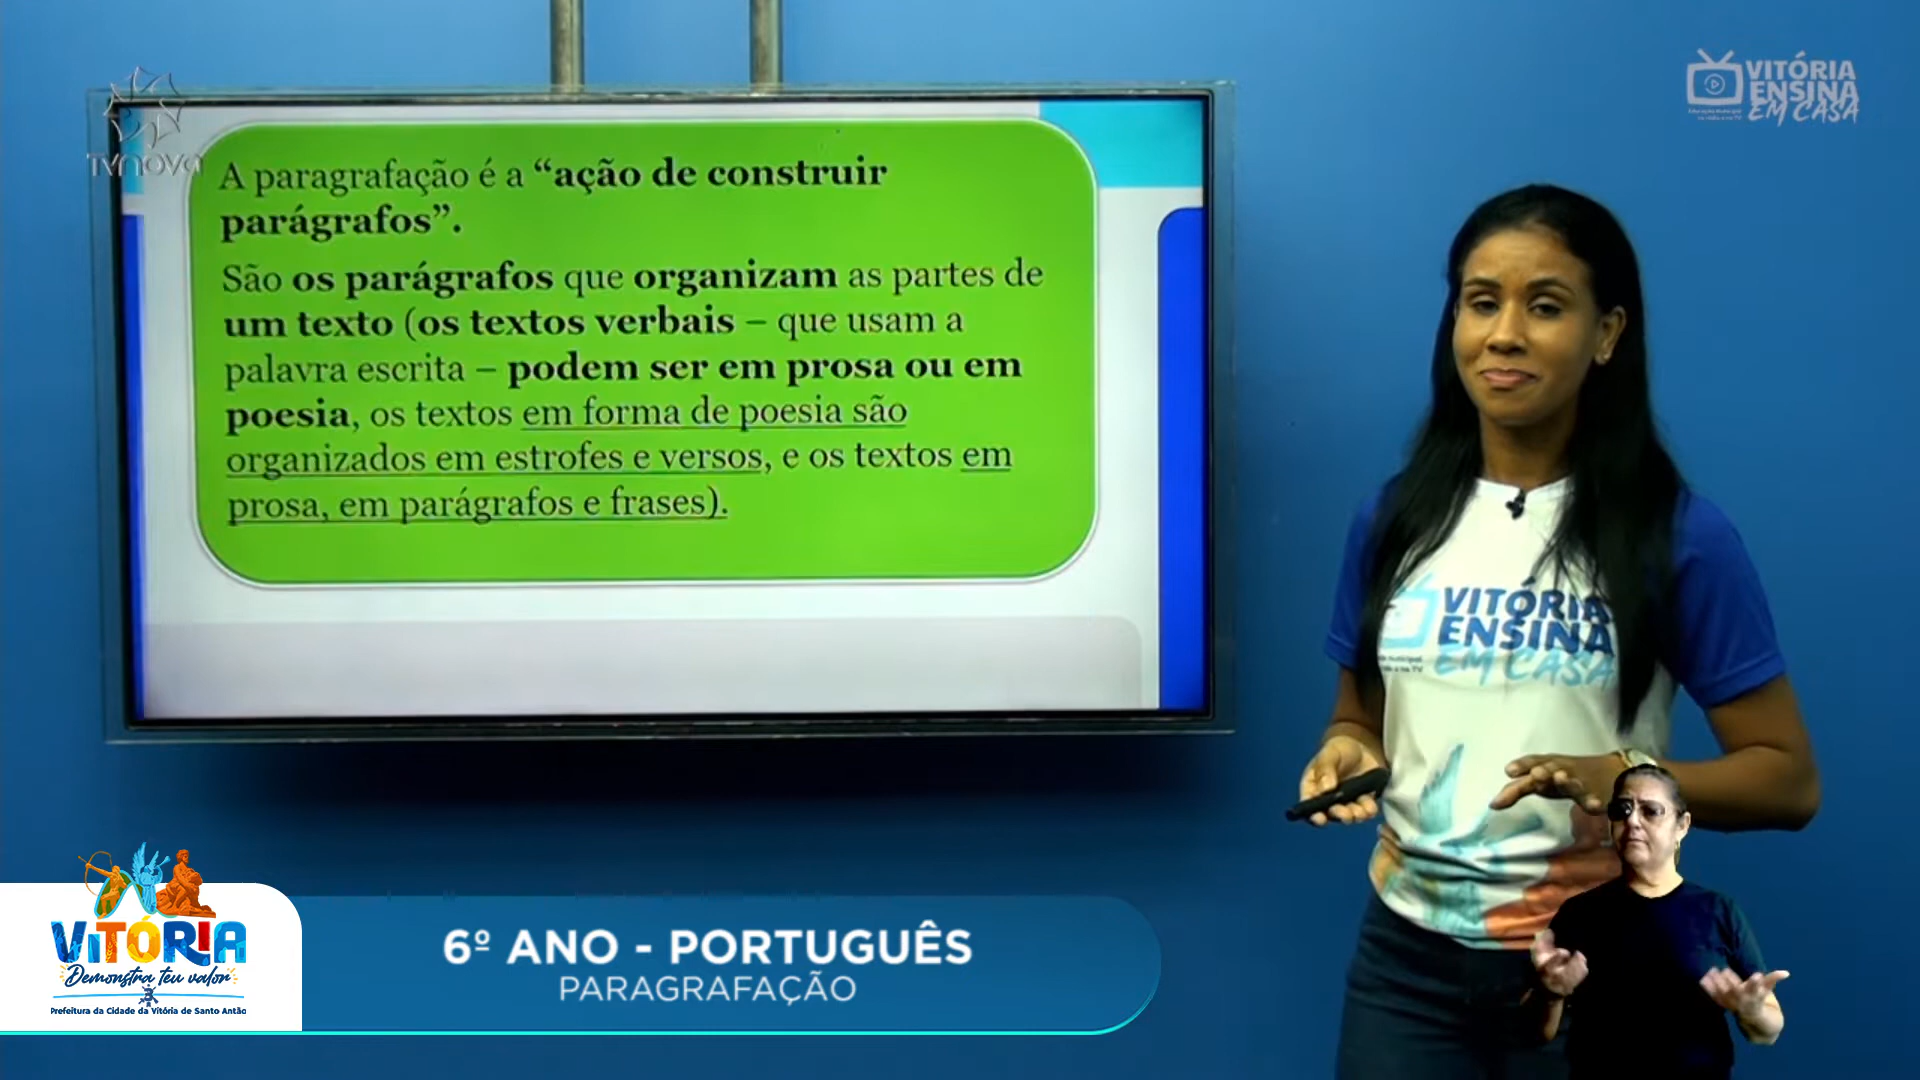 TVNOVA
VITÓRIA
ENSINA
EM CASA
A paragrafação é a “ação de construir
parágrafos”.
São os parágrafos que organizam as partes de
um texto (os textos verbais – que usam a
palavra escrita – podem ser em prosa ou em
poesia, os textos em forma de poesia são
organizados em estrofes e versos, e os textos em
prosa, em parágrafos e frases).
VITÓRIA
ENSINA
EM CASA
VITÓRIA
Demonstra teu valor
Prefeitura da Cidade da Vitória de Santo Antão
6º ANO - PORTUGUÊS
PARAGRAFAÇÃO